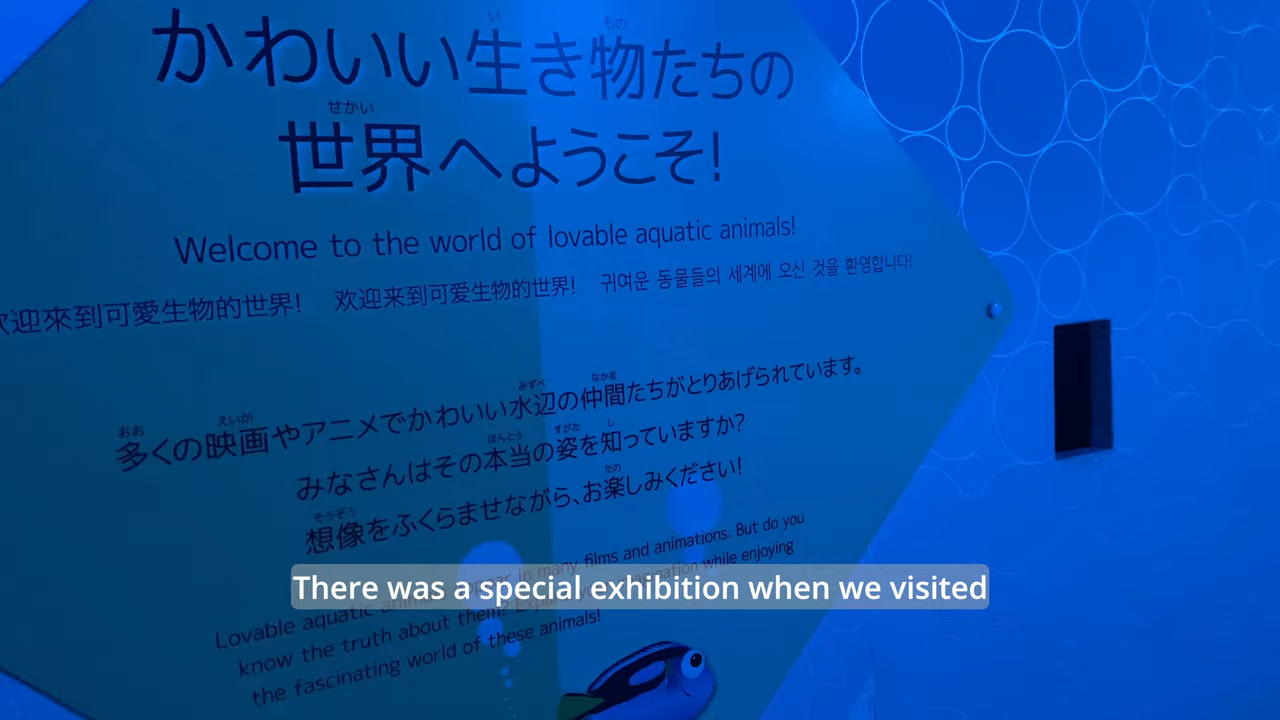 かわいい生き物たちの
世界へようこそ!
Welcome to the world of lovable aquatic animals!
欢迎來到可愛生物的世界! 欢迎来到可爱生物的世界! 귀여운 동물들의 세계에 오신 것을 환영합니다!
多くの映画やアニメでかわいい水辺の仲間たちがとりあげられています。
みなさんはその本当の姿を知っていますか?
想像をふくらませながら、お楽しみください!
Lovable aquatic animals appear in many films and animations. But do you
know the truth about them? Expand your imagination while enjoying
the fascinating world of these animals!
There was a special exhibition when we visited